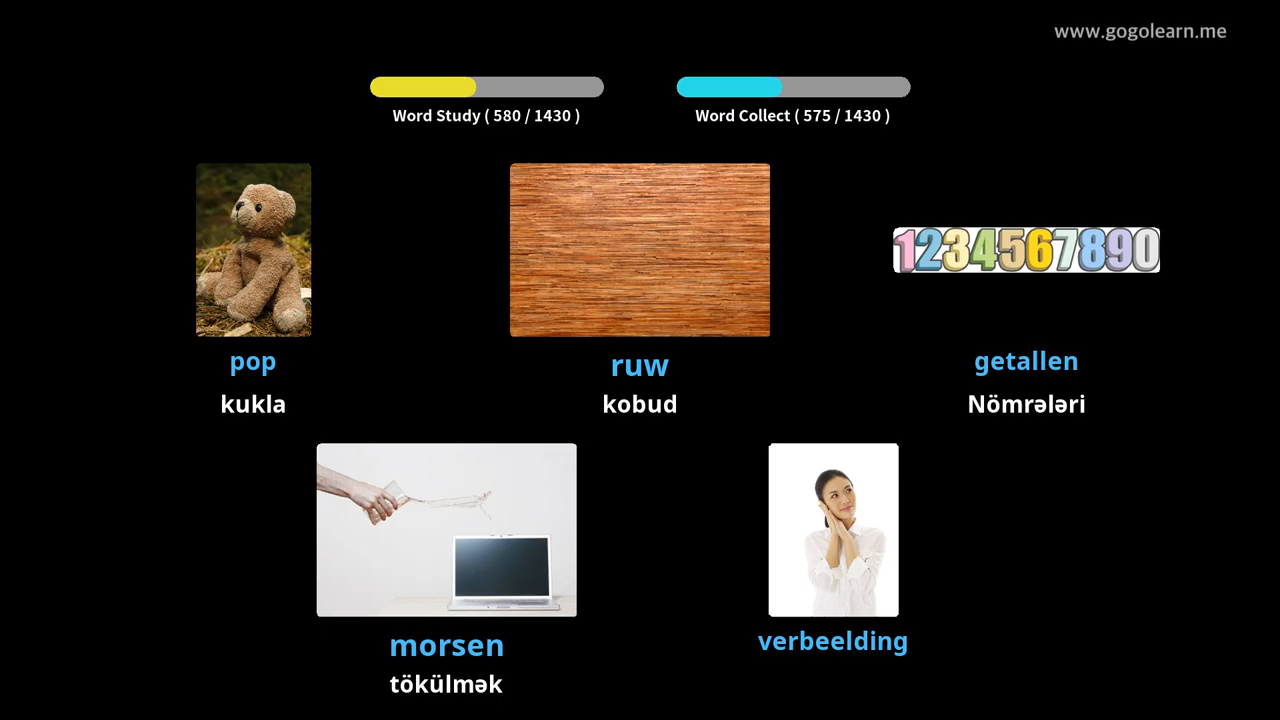 www.gogolearn.me
Word Study ( 580 / 1430 )
Word Collect ( 575 / 1430 )
1234567890
pop
kukla
ruw
kobud
getallen
Nömrələri
morsen
tökülmək
verbeelding